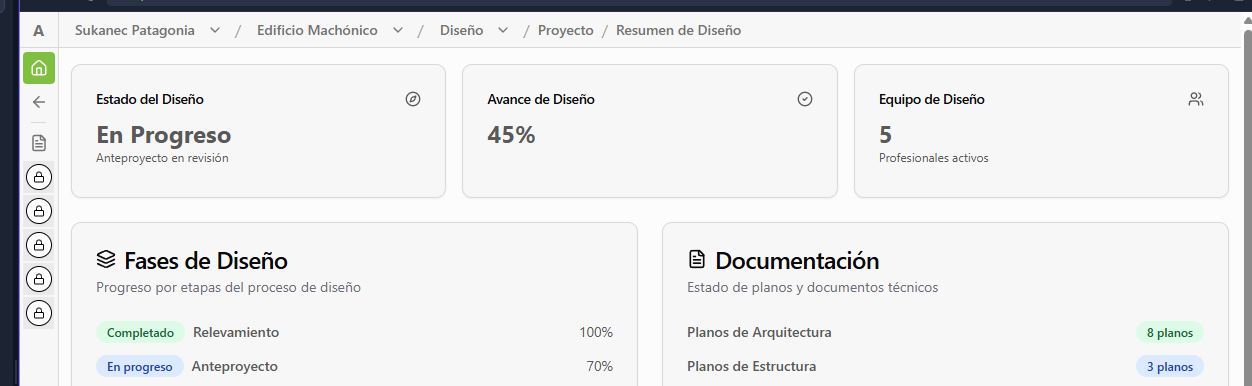 A
Sukanec Patagonia / Edificio Machónico / Diseño / Proyecto / Resumen de Diseño
Estado del Diseño
En Progreso
Anteproyecto en revisión
Avance de Diseño
45%
Equipo de Diseño
5
Profesionales activos
Fases de Diseño
Progreso por etapas del proceso de diseño
Completado Relevamiento 100%
En progreso Anteproyecto 70%
Documentación
Estado de planos y documentos técnicos
Planos de Arquitectura 8 planos
Planos de Estructura 3 planos